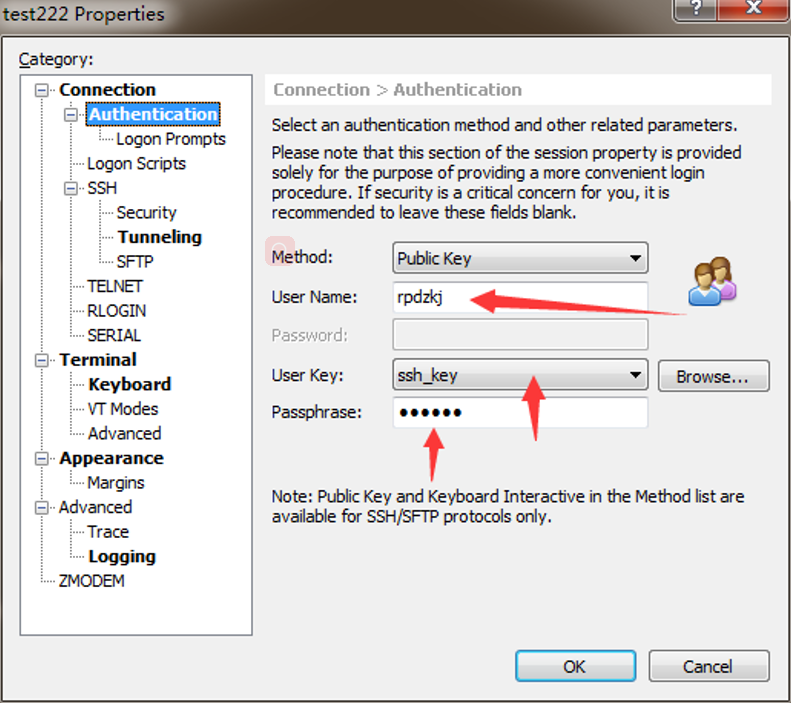 test222 Properties
?
X
Category:
Connection
Authentication
Logon Prompts
Logon Scripts
SSH
Security
Tunneling
SFTP
TELNET
RLOGIN
SERIAL
Terminal
Keyboard
VT Modes
Advanced
Appearance
Margins
Advanced
Trace
Logging
ZMODEM
Connection > Authentication
Select an authentication method and other related parameters.
Please note that this section of the session property is provided
solely for the purpose of providing a more convenient login
procedure. If security is a critical concern for you, it is
recommended to leave these fields blank.
Method:
Public Key
User Name:
rpdzkj
Password:
User Key:
ssh_key
Browse...
Passphrase:
••••••
Note: Public Key and Keyboard Interactive in the Method list are
available for SSH/SFTP protocols only.
OK
Cancel